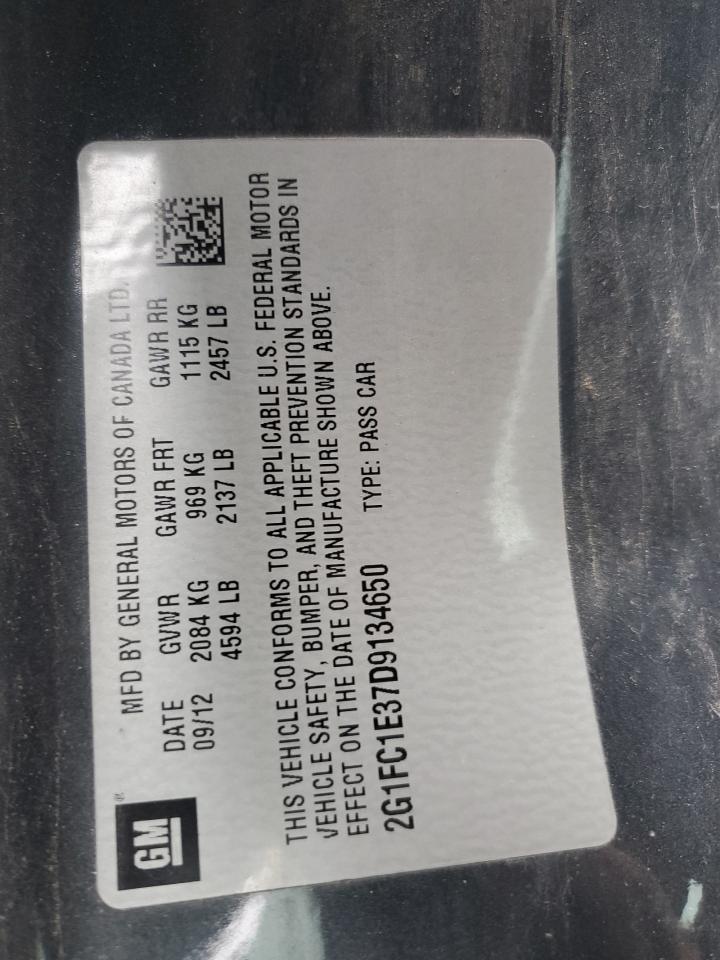 GM®
MFD BY GENERAL MOTORS OF CANADA LTD.
DATE GVWR GAWR FRT GAWR RR
09/12 2084 KG 969 KG 1115 KG
4594 LB 2137 LB 2457 LB
THIS VEHICLE CONFORMS TO ALL APPLICABLE U.S. FEDERAL MOTOR
VEHICLE SAFETY, BUMPER, AND THEFT PREVENTION STANDARDS IN
EFFECT ON THE DATE OF MANUFACTURE SHOWN ABOVE.
2G1FC1E37D9134650 TYPE: PASS CAR